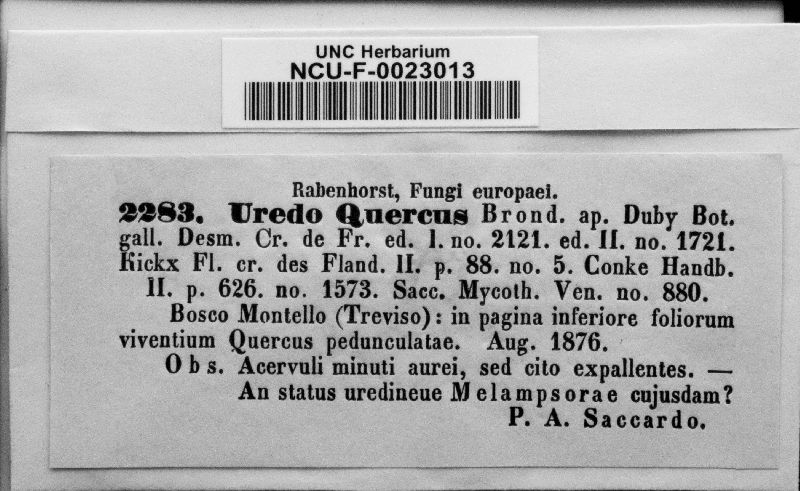 UNC Herbarium
NCU-F-0023013
Rabenhorst, Fungi europaei.
2283. Uredo Quercus Brond. ap. Duby Bot.
gall. Desm. Cr. de Fr. ed. I. no. 2121. ed. II. no. 1721.
Kickx Fl. cr. des Fland. II. p. 88. no. 5. Conke Handb.
II. p. 626. no. 1573. Sacc. Mycoth. Ven. no. 880.
Bosco Montello (Treviso): in pagina inferiore foliorum
viventium Quercus pedunculatae. Aug. 1876.
Obs. Acervuli minuti aurei, sed cito expallentes. —
An status uredineue Melampsorae cujusdam?
P. A. Saccardo.